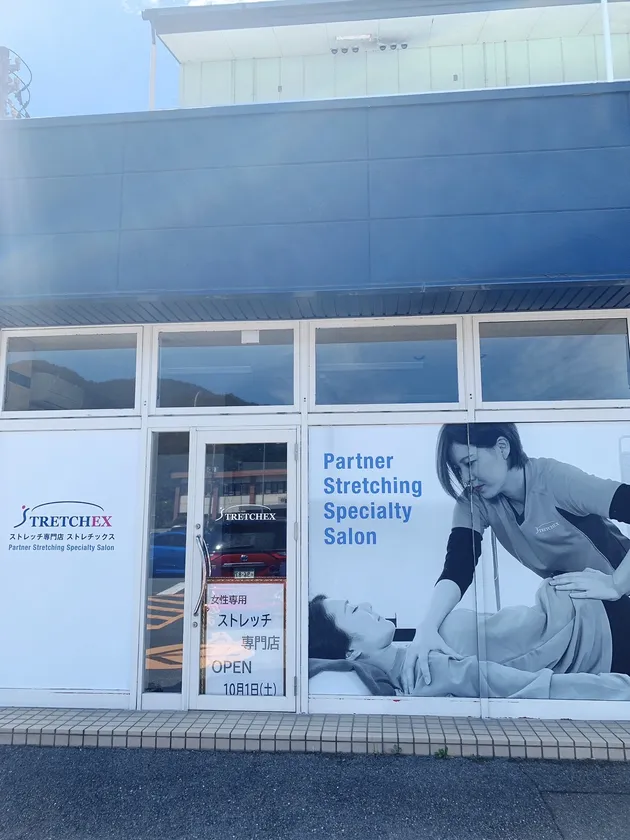 STRETCHEX
ストレッチ専門店 ストレチックス
Partner Stretching Specialty Salon
STRETCHEX
女性専用
ストレッチ
専門店
OPEN
10月1日(土)
Partner
Stretching
Specialty
Salon